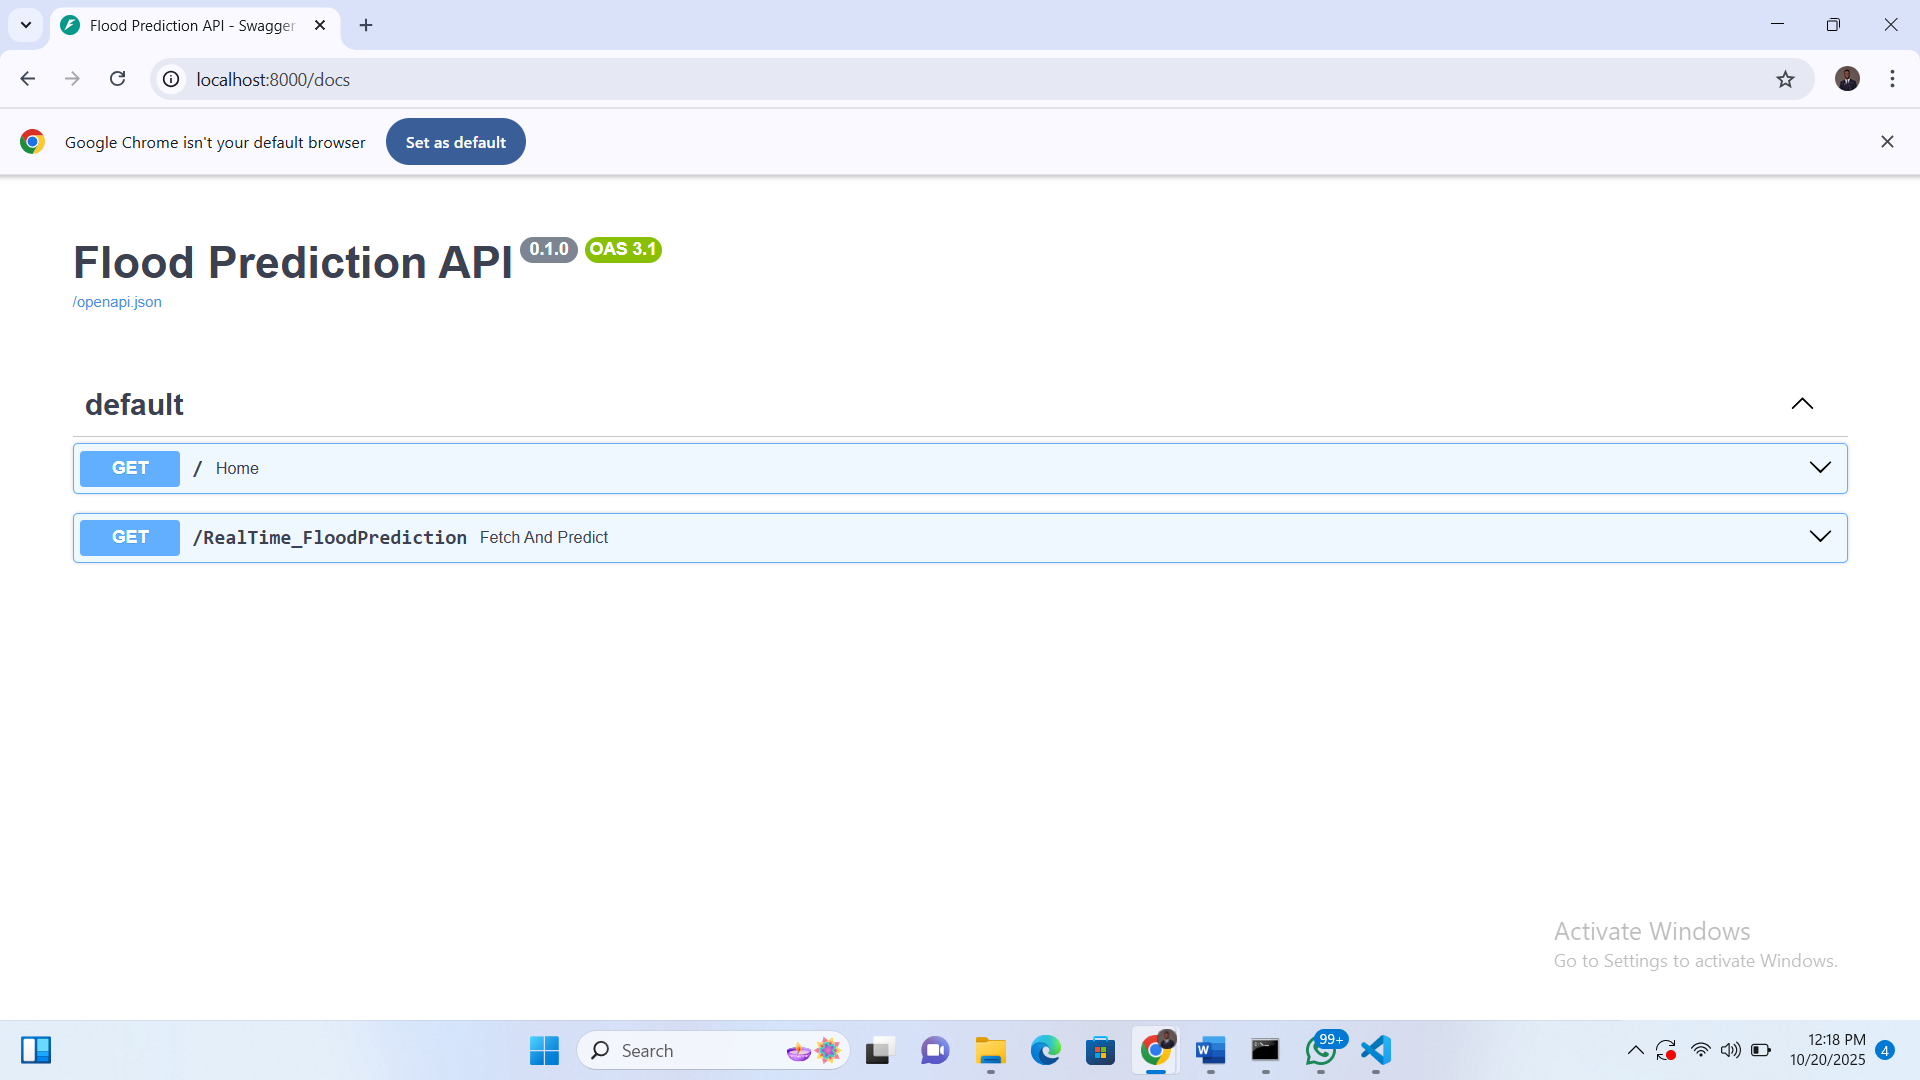 Flood Prediction API - Swagger
localhost:8000/docs
Google Chrome isn't your default browser
Set as default
Flood Prediction API 0.1.0 OAS 3.1
/openapi.json
default
GET / Home
GET /RealTime_FloodPrediction Fetch And Predict
Activate Windows
Go to Settings to activate Windows.
Search
99+
12:18 PM
10/20/2025
4